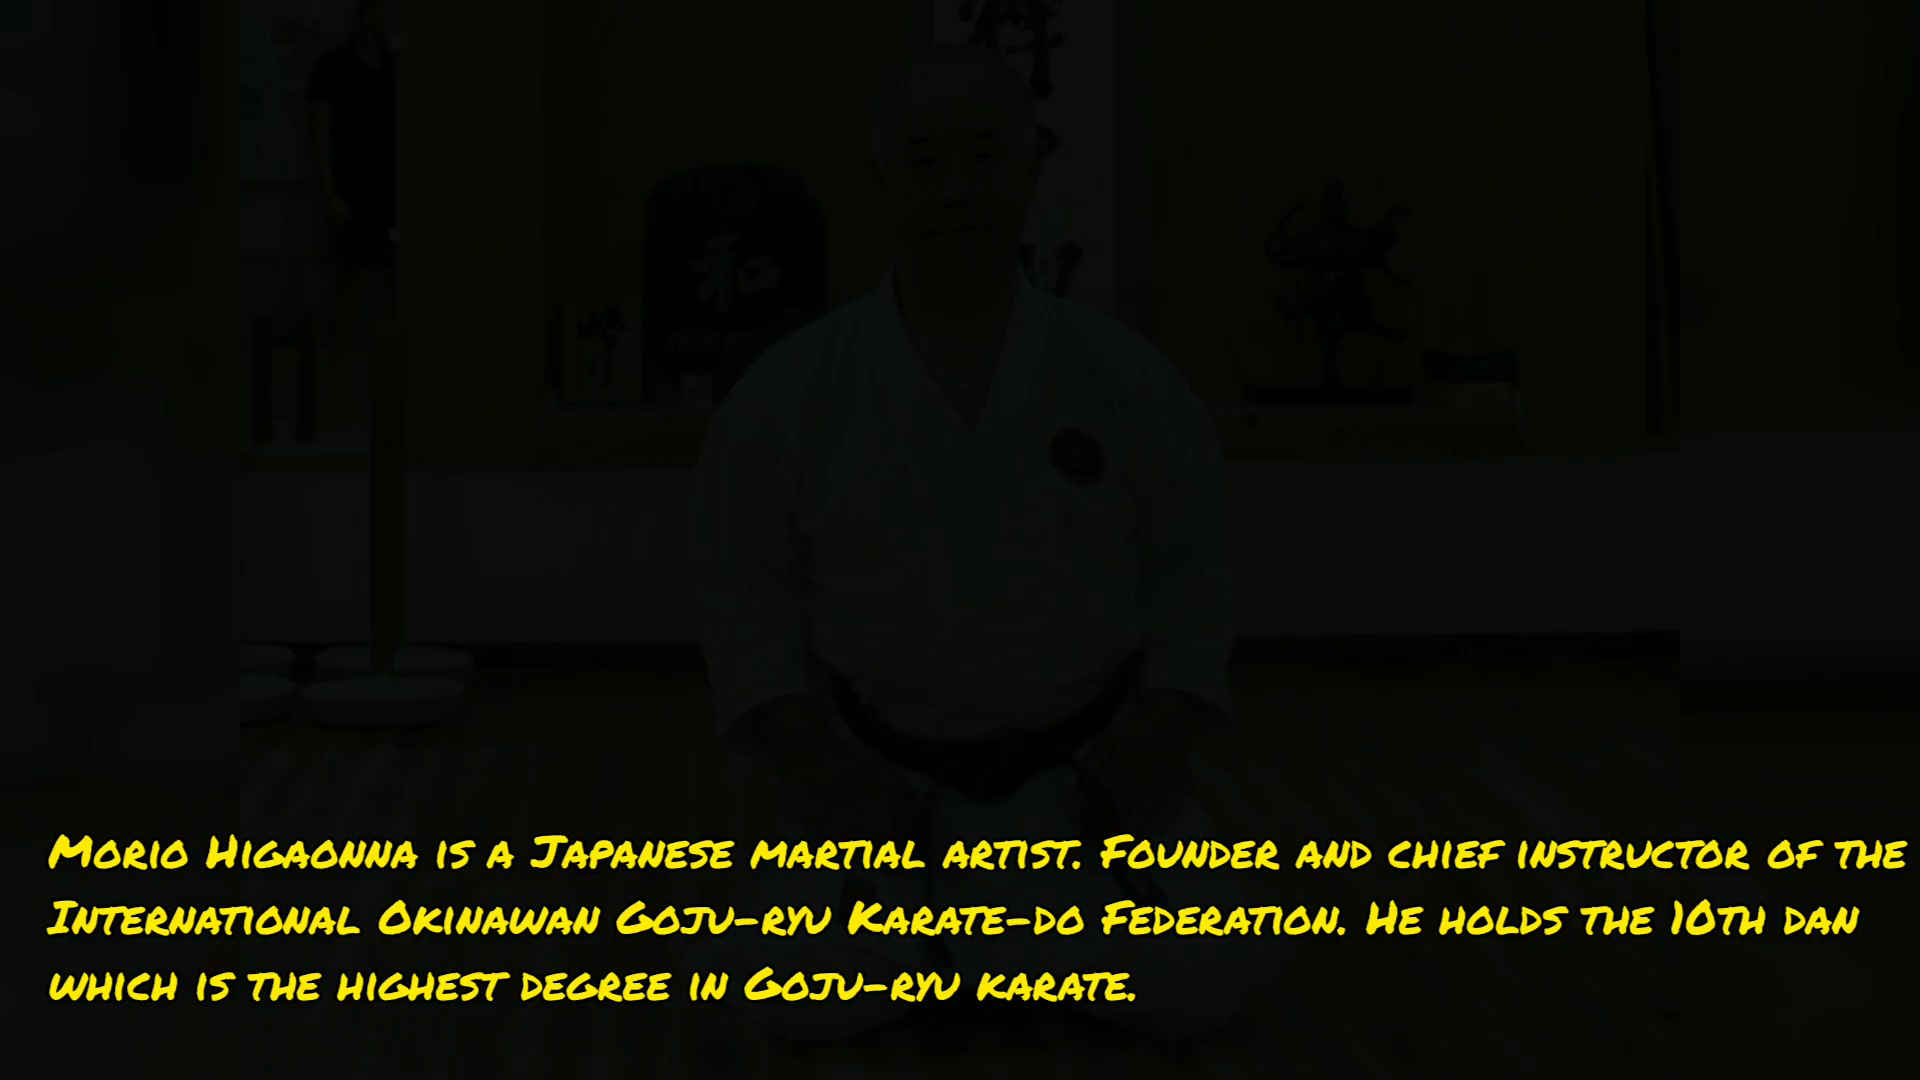 和
Morio Higaonna is a Japanese martial artist. Founder and chief instructor of the
International Okinawan Goju-ryu Karate-do Federation. He holds the 10th dan
which is the highest degree in Goju-ryu karate.